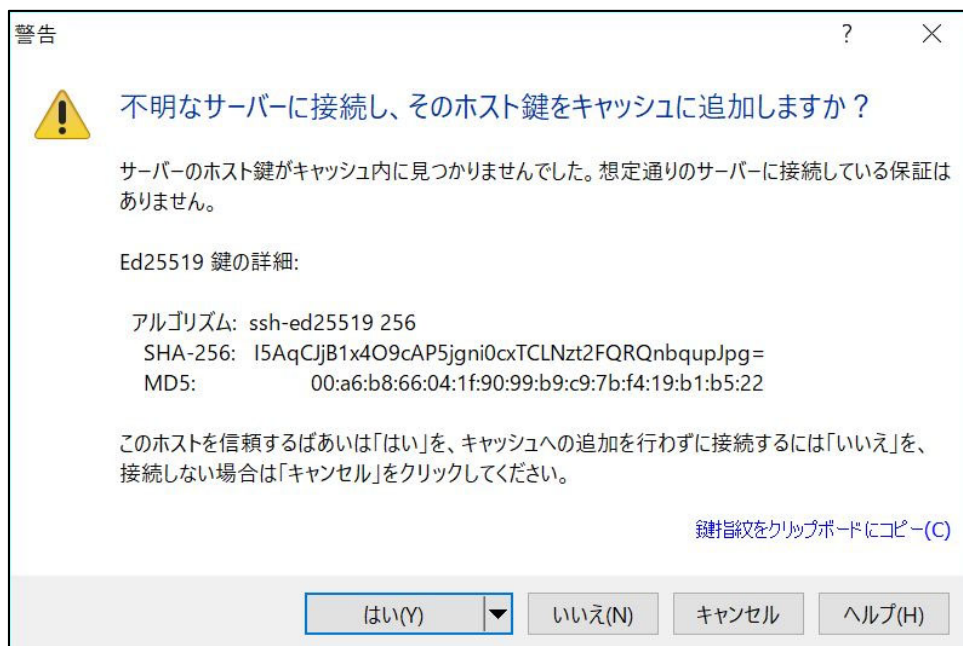 警告
?
不明なサーバーに接続し、そのホスト鍵をキャッシュに追加しますか？
サーバーのホスト鍵がキャッシュ内に見つかりませんでした。想定通りのサーバーに接続している保証は
ありません。
Ed25519 鍵の詳細:
アルゴリズム: ssh-ed25519 256
SHA-256: I5AqCJjB1x4O9cAP5jgni0cxTCLNzt2FQRQnbqupJpg=
MD5: 00:a6:b8:66:04:1f:90:99:b9:c9:7b:f4:19:b1:b5:22
このホストを信頼するばあいは「はい」を、キャッシュへの追加を行わずに接続するには「いいえ」を、
接続しない場合は「キャンセル」をクリックしてください。
鍵指紋をクリップボードにコピー(C)
はい(Y) いいえ(N) キャンセル ヘルプ(H)